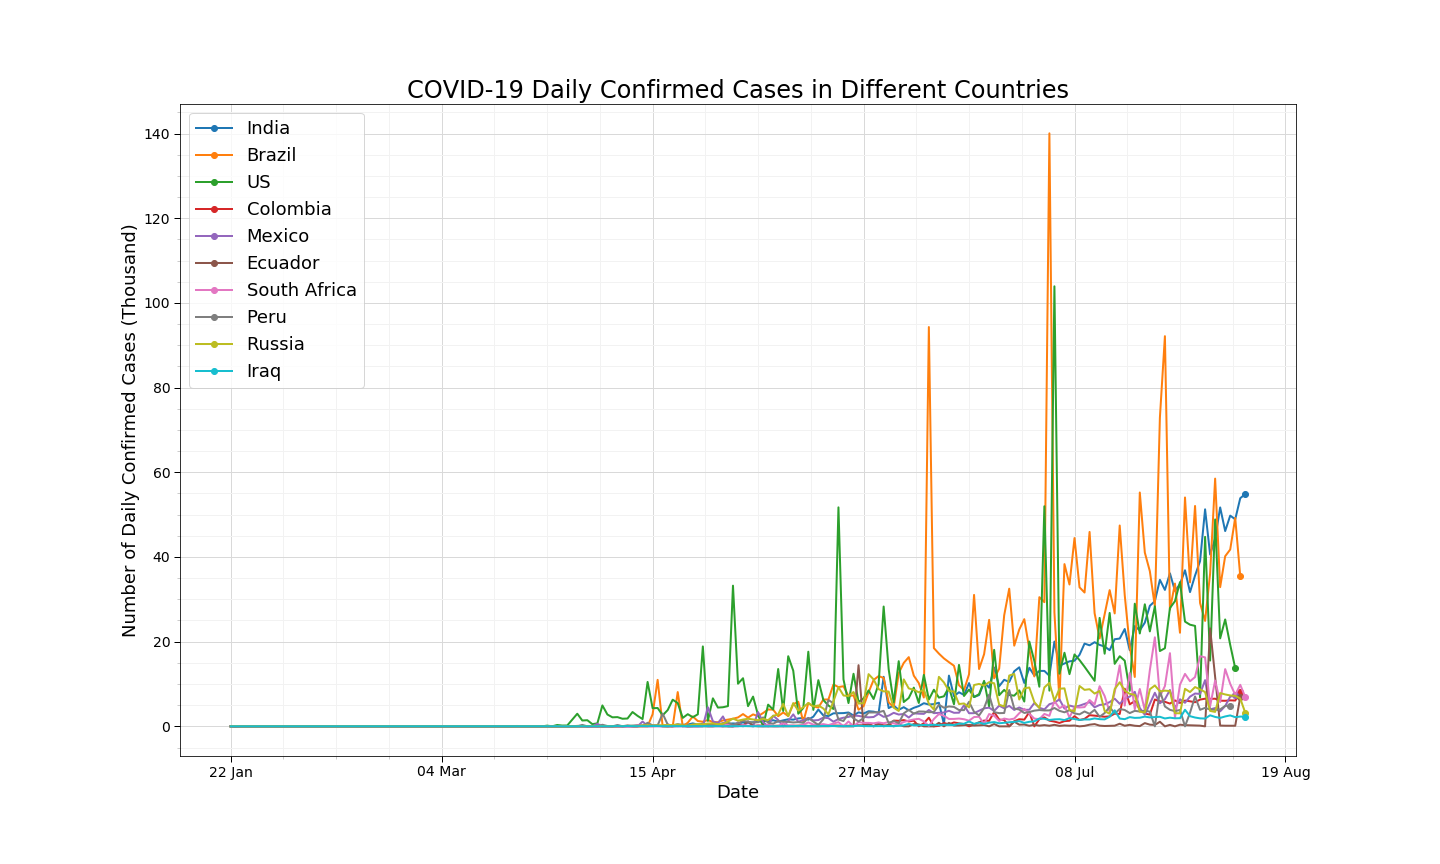 COVID-19 Daily Confirmed Cases in Different Countries
India
Brazil
US
Colombia
Mexico
Ecuador
South Africa
Peru
Russia
Iraq
Number of Daily Confirmed Cases (Thousand)
140
120
100
80
60
40
20
0
22 Jan
04 Mar
15 Apr
27 May
08 Jul
19 Aug
Date